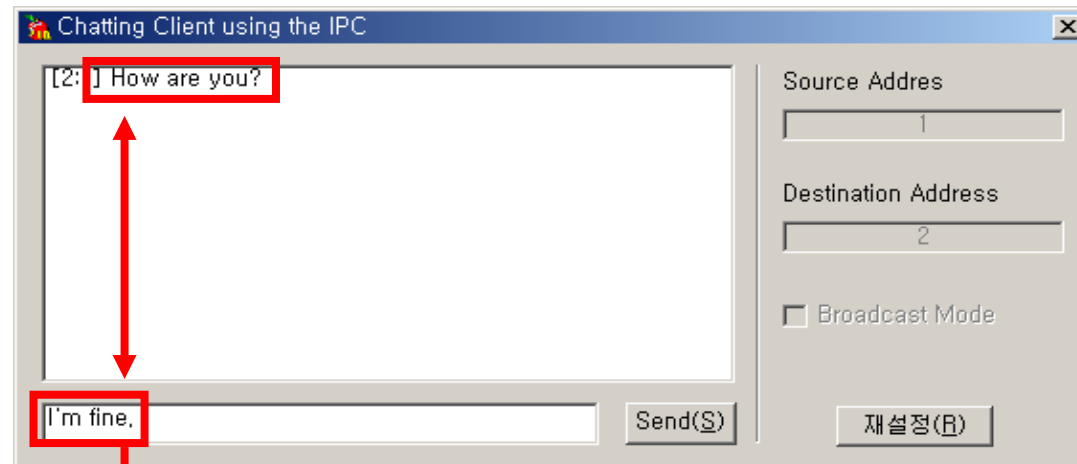 Chatting Client using the IPC
[2: ] How are you?
Source Addres
1
Destination Address
2
Broadcast Mode
I'm fine,
Send(S)
재설정(R)